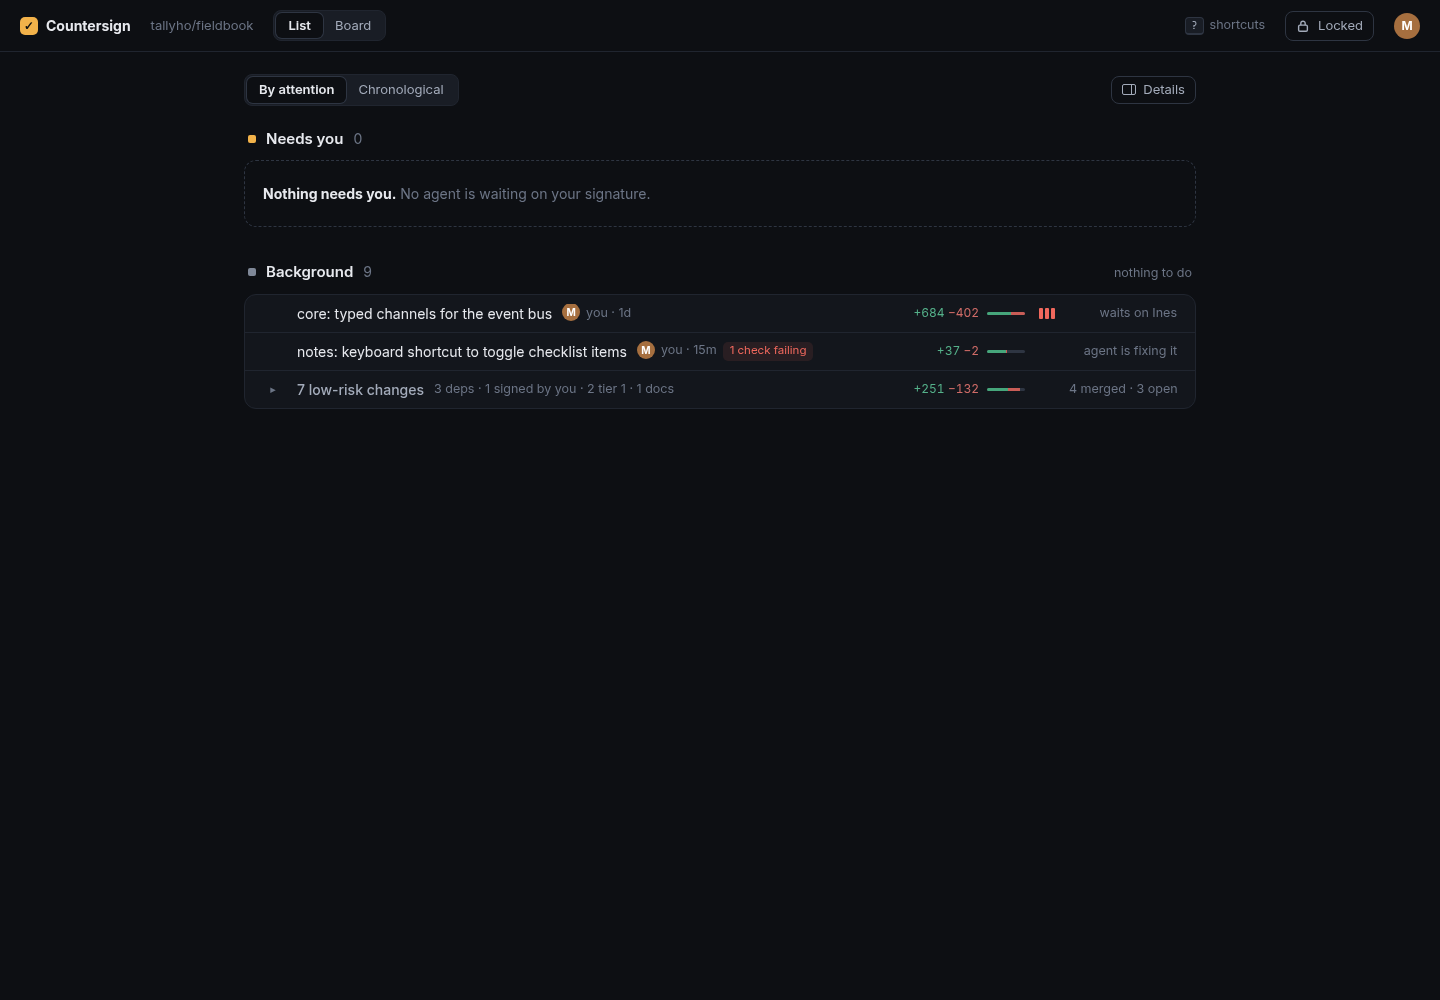 ✓ Countersign tallyho/fieldbook List Board ? shortcuts Locked M
By attention Chronological Details
Needs you 0
Nothing needs you. No agent is waiting on your signature.
Background 9 nothing to do
core: typed channels for the event bus M you · 1d +684 −402 waits on Ines
notes: keyboard shortcut to toggle checklist items M you · 15m 1 check failing +37 −2 agent is fixing it
▸ 7 low-risk changes 3 deps · 1 signed by you · 2 tier 1 · 1 docs +251 −132 4 merged · 3 open